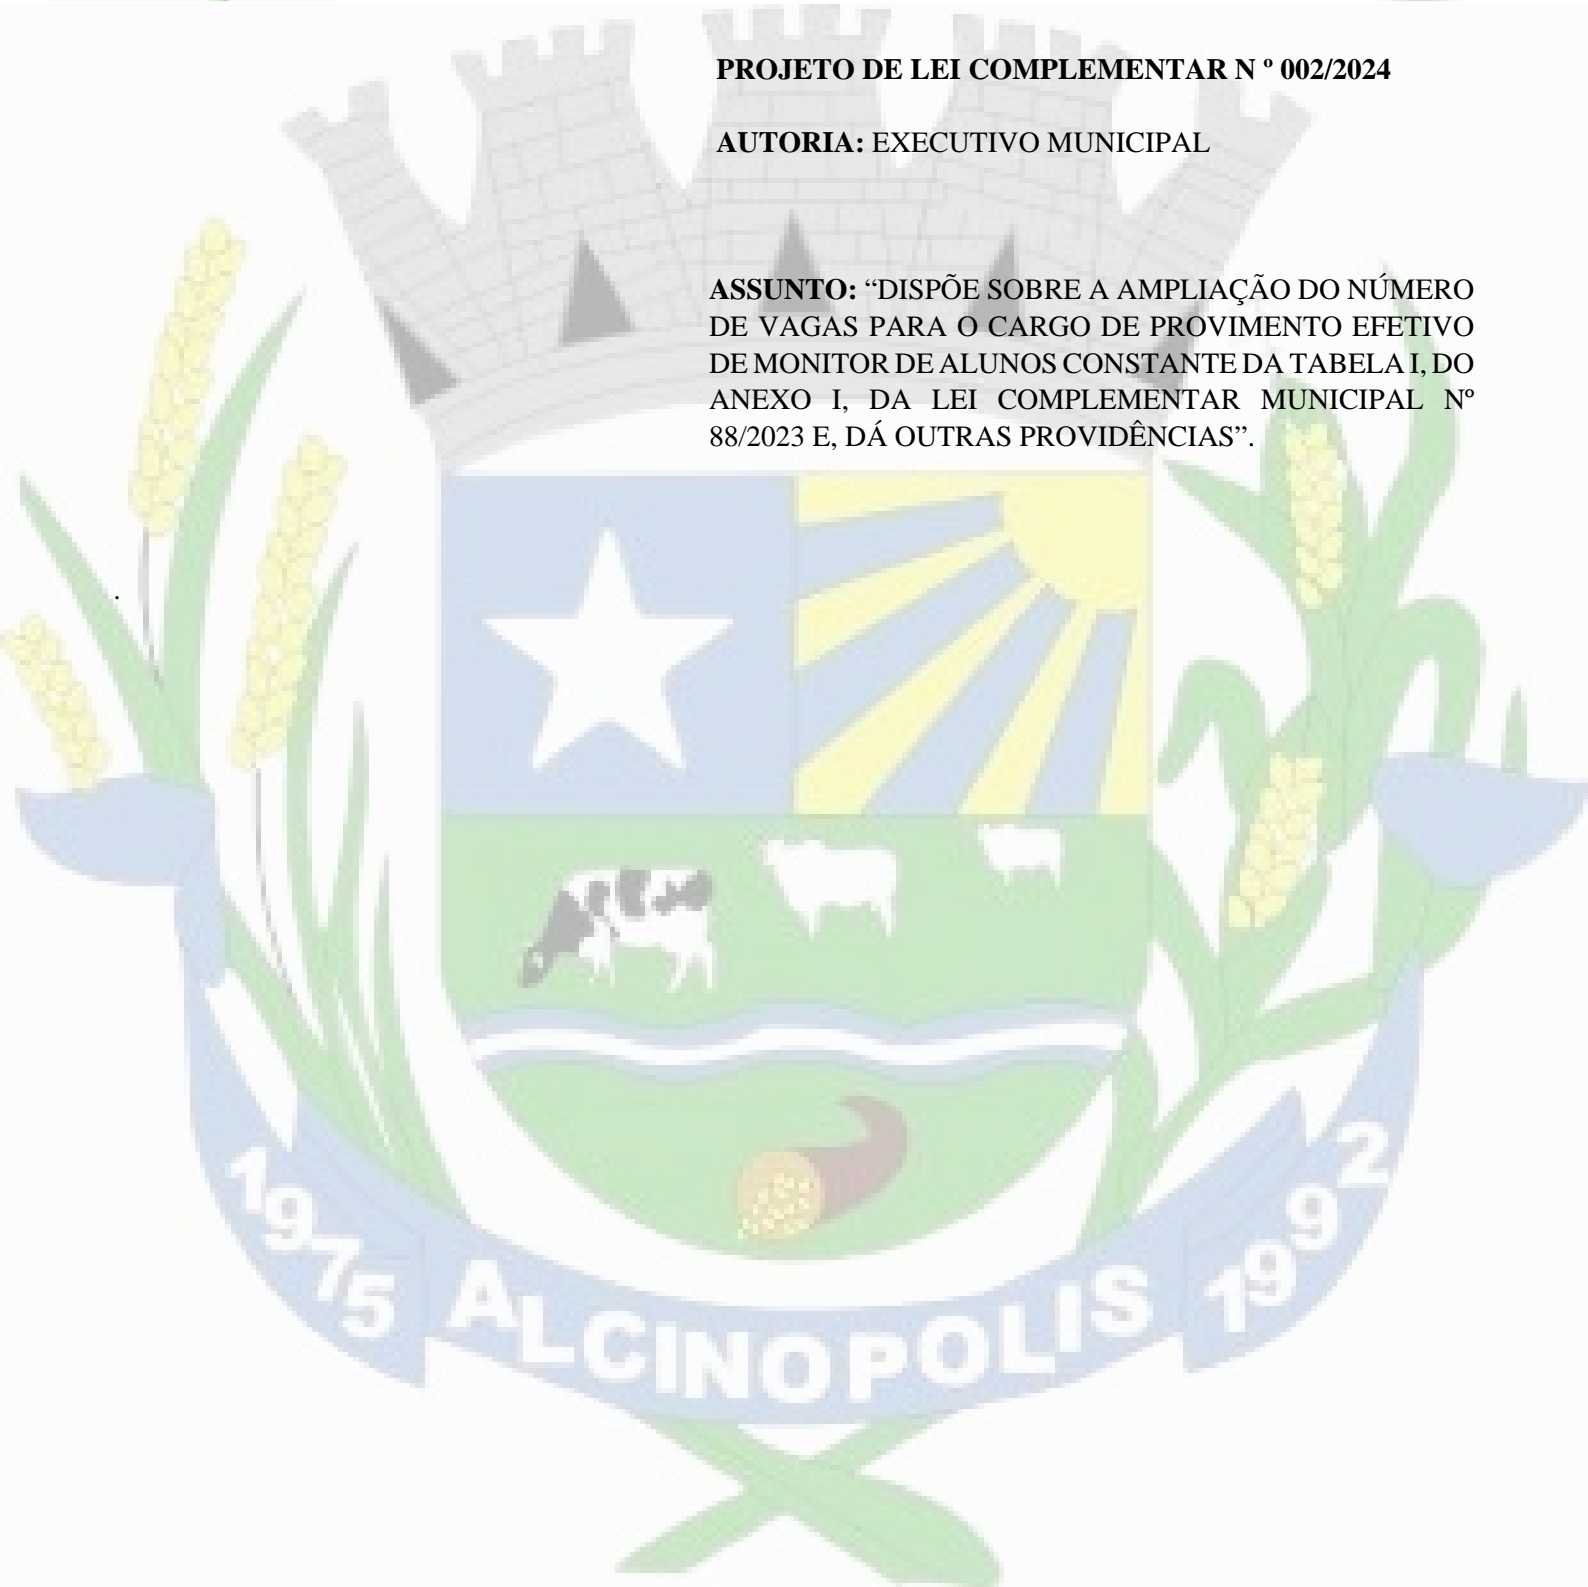 PROJETO DE LEI COMPLEMENTAR N º 002/2024
AUTORIA: EXECUTIVO MUNICIPAL
ASSUNTO: “DISPÕE SOBRE A AMPLIAÇÃO DO NÚMERO
DE VAGAS PARA O CARGO DE PROVIMENTO EFETIVO
DE MONITOR DE ALUNOS CONSTANTE DA TABELA I, DO
ANEXO I, DA LEI COMPLEMENTAR MUNICIPAL Nº
88/2023 E, DÁ OUTRAS PROVIDÊNCIAS”.
.
1975 ALCINOPOLIS 1992